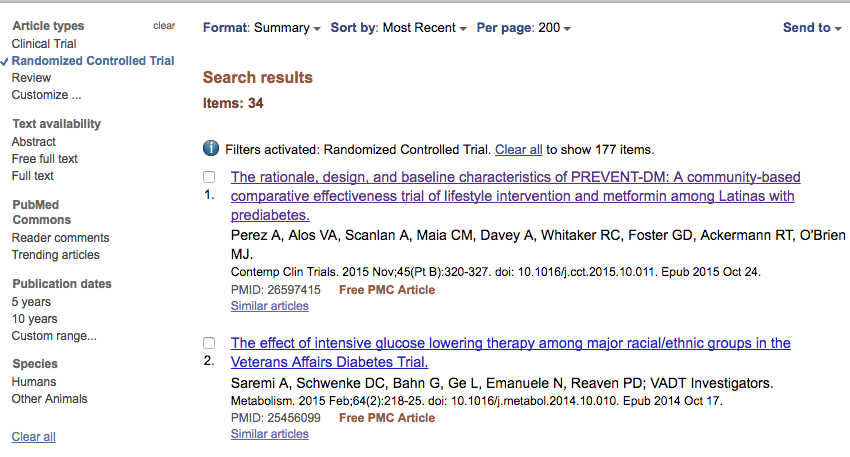 Article types clear
Clinical Trial
Randomized Controlled Trial
Review
Customize ...
Text availability
Abstract
Free full text
Full text
PubMed
Commons
Reader comments
Trending articles
Publication dates
5 years
10 years
Custom range...
Species
Humans
Other Animals
Clear all
Format: Summary Sort by: Most Recent Per page: 200 Send to
Search results
Items: 34
Filters activated: Randomized Controlled Trial. Clear all to show 177 items.
The rationale, design, and baseline characteristics of PREVENT-DM: A community-based
1. comparative effectiveness trial of lifestyle intervention and metformin among Latinas with
prediabetes.
Perez A, Alos VA, Scanlan A, Maia CM, Davey A, Whitaker RC, Foster GD, Ackermann RT, O'Brien
MJ.
Contemp Clin Trials. 2015 Nov;45(Pt B):320-327. doi: 10.1016/j.cct.2015.10.011. Epub 2015 Oct 24.
PMID: 26597415 Free PMC Article
Similar articles
The effect of intensive glucose lowering therapy among major racial/ethnic groups in the
2. Veterans Affairs Diabetes Trial.
Saremi A, Schwenke DC, Bahn G, Ge L, Emanuele N, Reaven PD; VADT Investigators.
Metabolism. 2015 Feb;64(2):218-25. doi: 10.1016/j.metabol.2014.10.010. Epub 2014 Oct 17.
PMID: 25456099 Free PMC Article
Similar articles